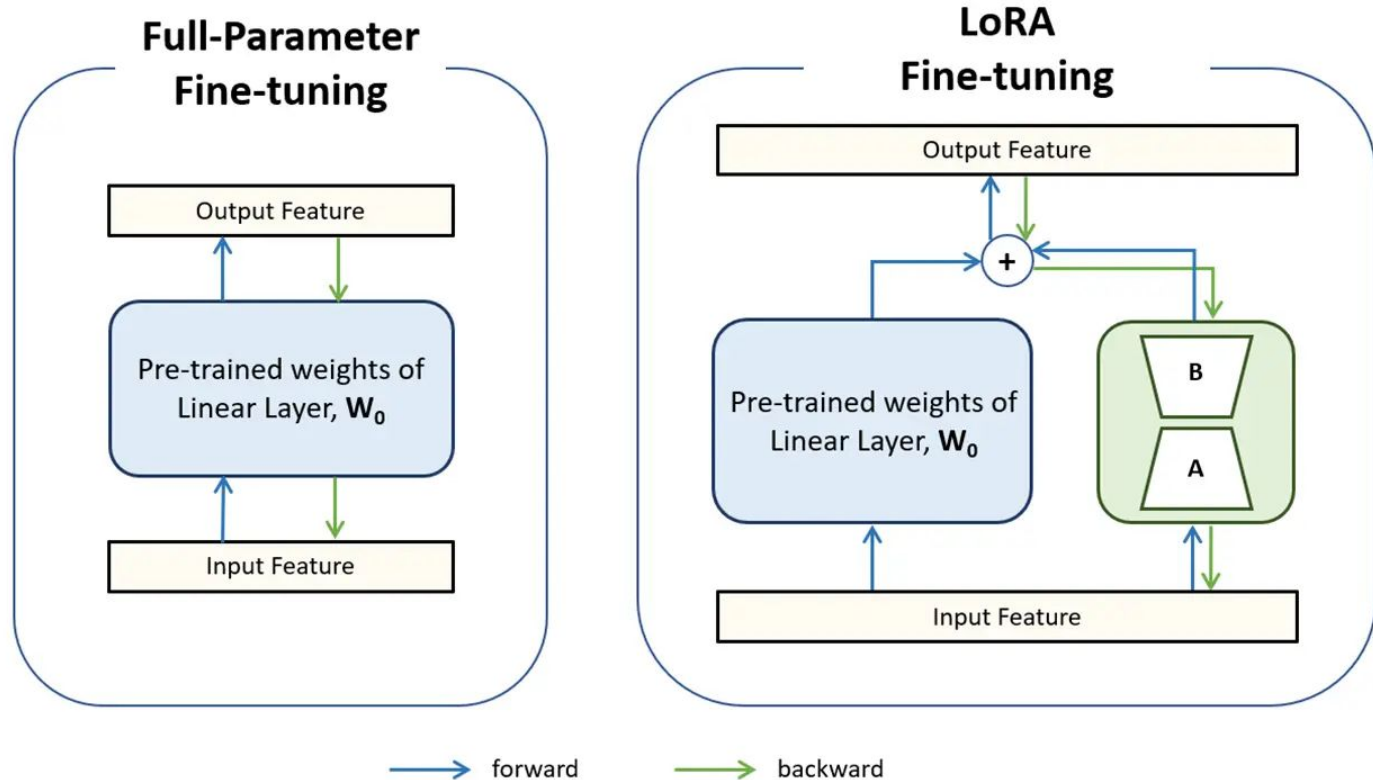 Full-Parameter
Fine-tuning
Output Feature
Pre-trained weights of
Linear Layer, W₀
Input Feature
LoRA
Fine-tuning
Output Feature
+
Pre-trained weights of
Linear Layer, W₀
B
A
Input Feature
forward
backward